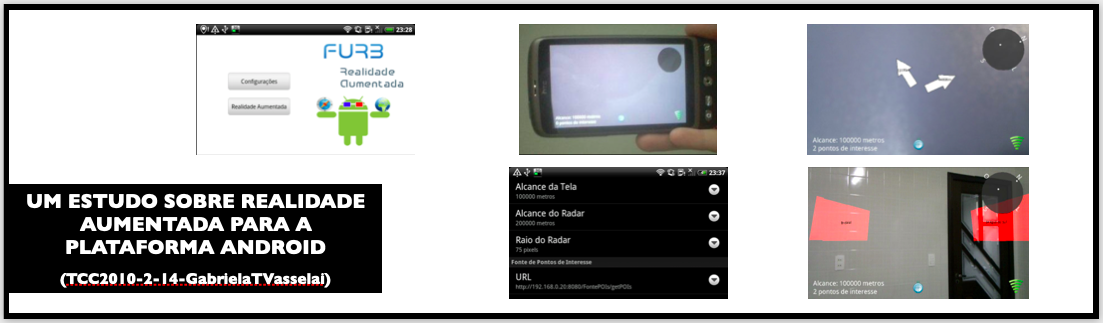 23:28
FURB
Realidade
Aumentada
Configurações
Realidade Aumentada
Alcance: 100000 metros
2 pontos de interesse
UM ESTUDO SOBRE REALIDADE
AUMENTADA PARA A
PLATAFORMA ANDROID
(TCC2010-2-14-GabrielaTVasselai)
23:37
Alcance da Tela
100000 metros
Alcance do Radar
200000 metros
Raio do Radar
75 pixels
Fonte de Pontos de Interesse
URL
http://192.168.0.20:8080/FontePOIs/getPOIs
Alcance: 100000 metros
2 pontos de interesse